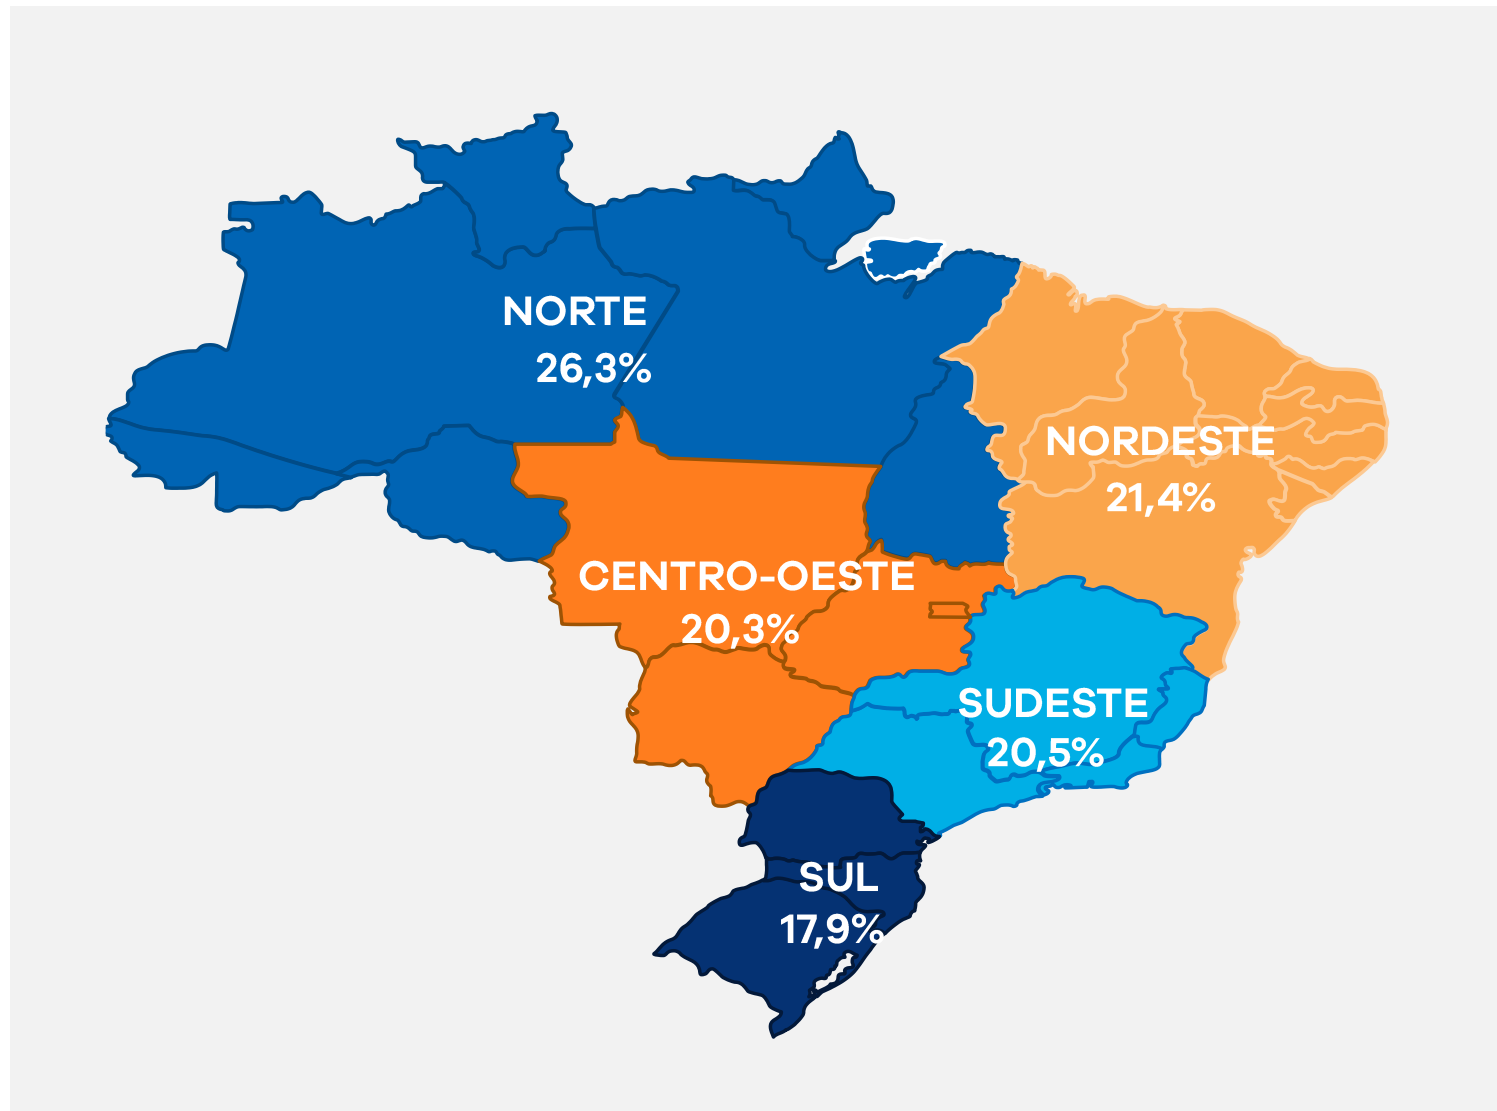 NORTE
26,3%
NORDESTE
21,4%
CENTRO-OESTE
20,3%
SUDESTE
20,5%
SUL
17,9%